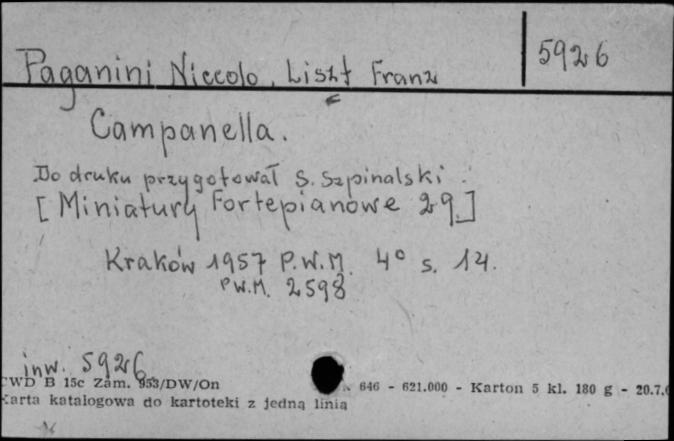 Paganini Niccolo, Liszt Franz
5926
Campanella.
Do druku przygotował S. Szpinalski
[Miniatury Fortepianowe 29.]
Kraków 1957 P.W.M. 4° s. 14.
P.W.M. 2598
inw. 5926
CWD B 15c Zam. 953/DW/On
646 - 621.000 - Karton 5 kl. 180 g - 20.7.
Karta katalogowa do kartoteki z jedną linią